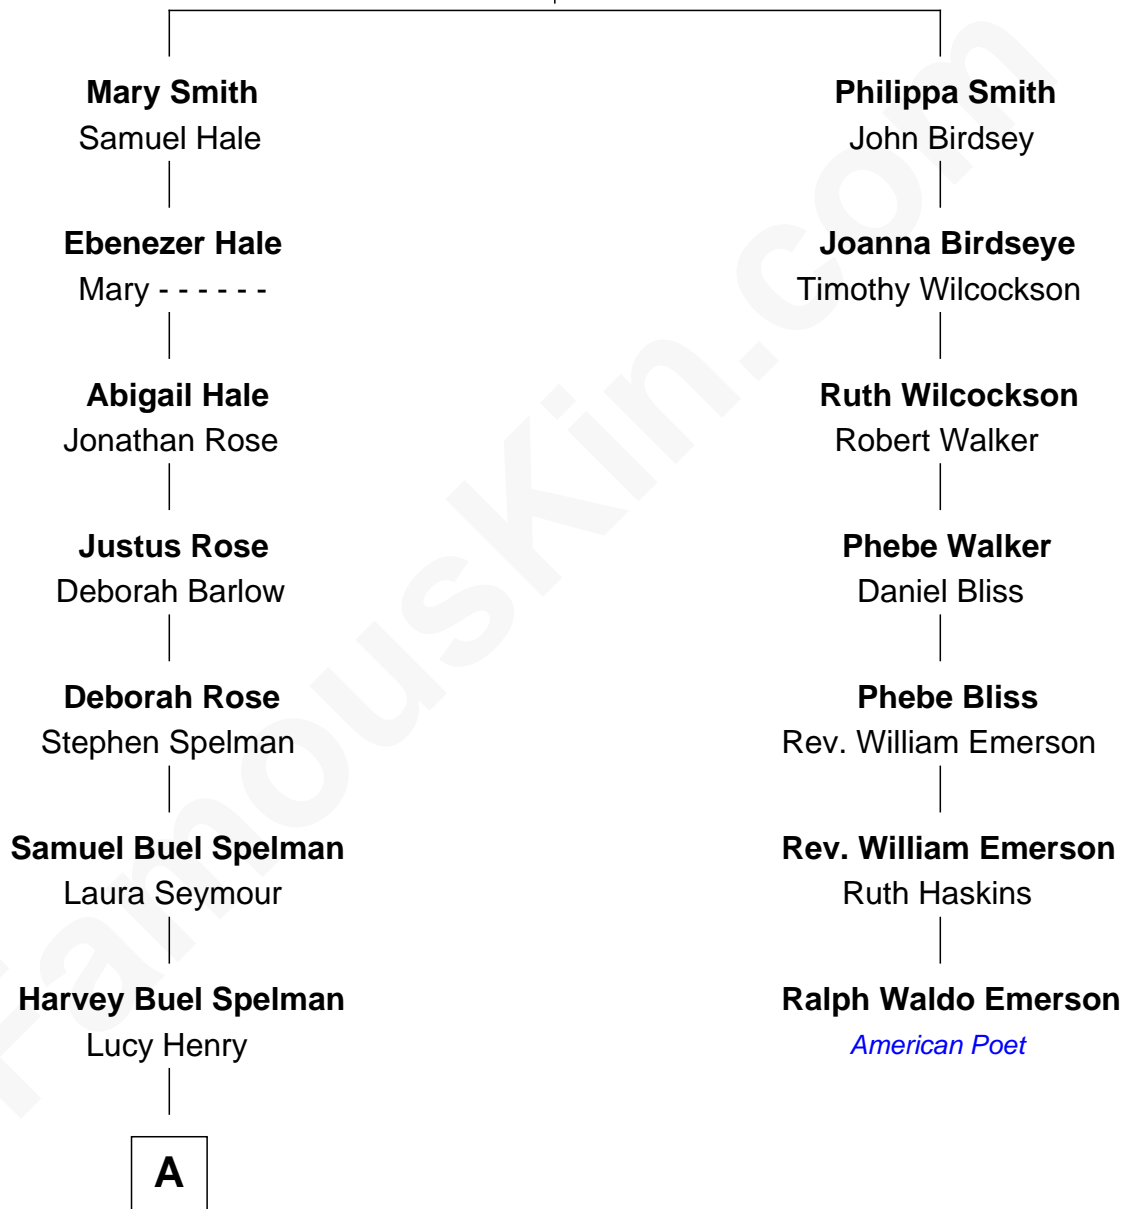 Mary Smith
Samuel Hale
Ebenezer Hale
Mary - - - - - -
Abigail Hale
Jonathan Rose
Justus Rose
Deborah Barlow
Deborah Rose
Stephen Spelman
Samuel Buel Spelman
Laura Seymour
Harvey Buel Spelman
Lucy Henry
A
Philippa Smith
John Birdsey
Joanna Birdseye
Timothy Wilcockson
Ruth Wilcockson
Robert Walker
Phebe Walker
Daniel Bliss
Phebe Bliss
Rev. William Emerson
Rev. William Emerson
Ruth Haskins
Ralph Waldo Emerson
American Poet
FamousKin.com